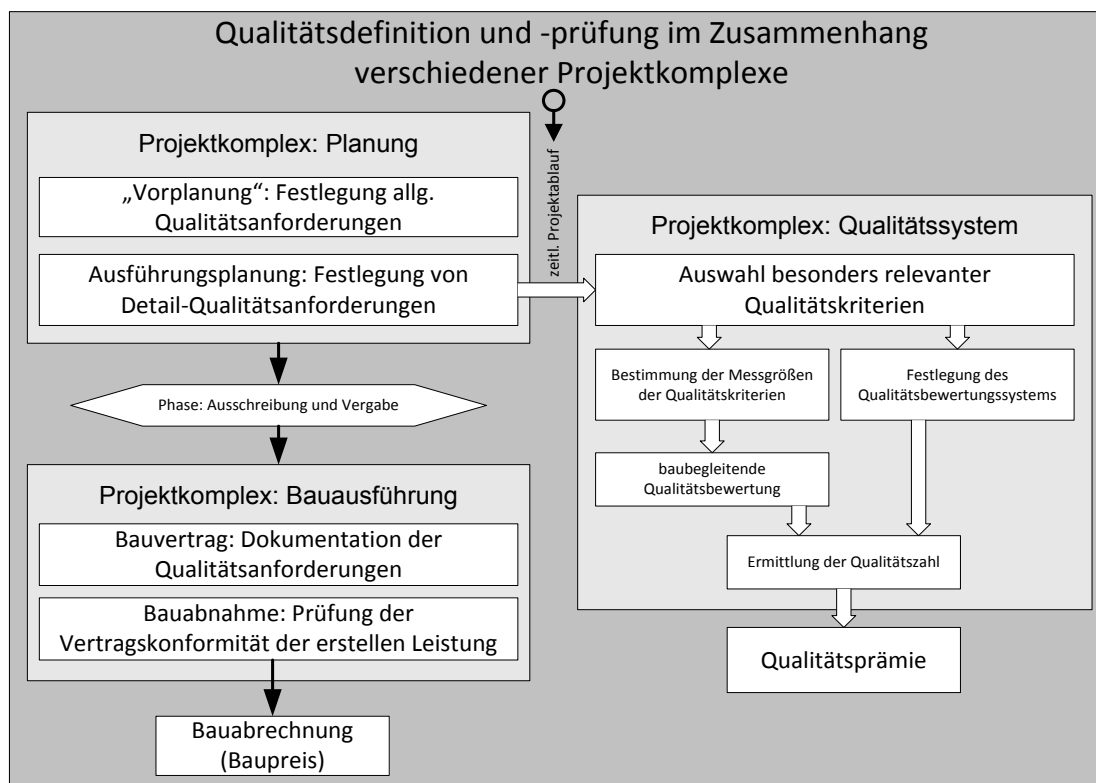 Qualitätsdefinition und -prüfung im Zusammenhang
verschiedener Projektkomplexe
zeitl. Projektablauf
Projektkomplex: Planung
„Vorplanung“: Festlegung allg.
Qualitätsanforderungen
Ausführungsplanung: Festlegung von
Detail-Qualitätsanforderungen
Phase: Ausschreibung und Vergabe
Projektkomplex: Bauausführung
Bauvertrag: Dokumentation der
Qualitätsanforderungen
Bauabnahme: Prüfung der
Vertragskonformität der erstellen Leistung
Bauabrechnung
(Baupreis)
Projektkomplex: Qualitätssystem
Auswahl besonders relevanter
Qualitätskriterien
Bestimmung der Messgrößen
der Qualitätskriterien
Festlegung des
Qualitätsbewertungssystems
baubegleitende
Qualitätsbewertung
Ermittlung der Qualitätszahl
Qualitätsprämie